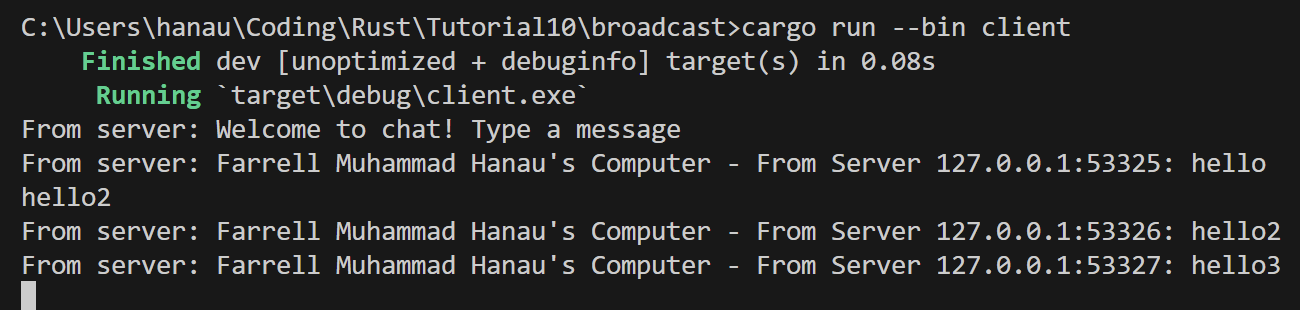 C:\Users\hanau\Coding\Rust\Tutorial10\broadcast>cargo run --bin client
Finished dev [unoptimized + debuginfo] target(s) in 0.08s
Running `target\debug\client.exe`
From server: Welcome to chat! Type a message
From server: Farrell Muhammad Hanau's Computer - From Server 127.0.0.1:53325: hello
hello2
From server: Farrell Muhammad Hanau's Computer - From Server 127.0.0.1:53326: hello2
From server: Farrell Muhammad Hanau's Computer - From Server 127.0.0.1:53327: hello3